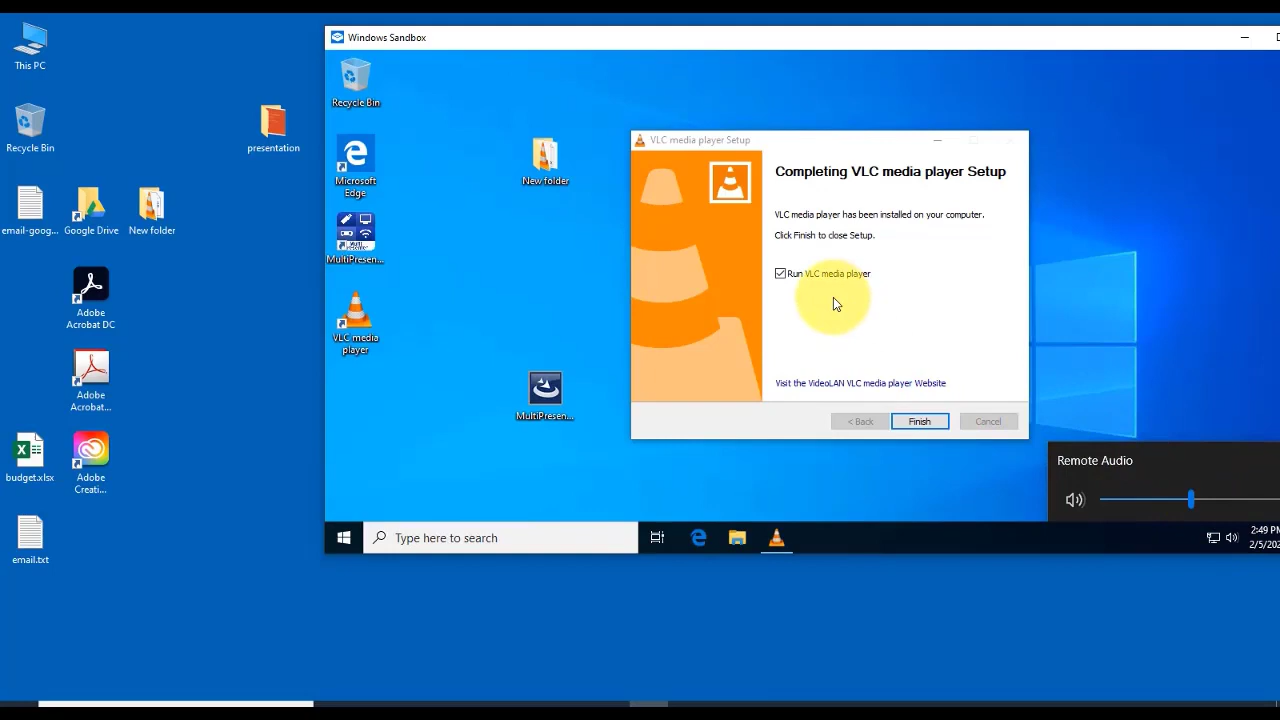 This PC
Recycle Bin
presentation
email-goog...
Google Drive
New folder
Adobe
Acrobat DC
Adobe
Acrobat...
budget.xlsx
Adobe
Creati...
email.txt
Windows Sandbox
Recycle Bin
Microsoft
Edge
New folder
MultiPresen...
VLC media
player
MultiPresen...
VLC media player Setup
Completing VLC media player Setup
VLC media player has been installed on your computer.
Click Finish to close Setup.
Run VLC media player
Visit the VideoLAN VLC media player Website
< Back
Finish
Cancel
Remote Audio
Type here to search
2:49 PM
2/5/202